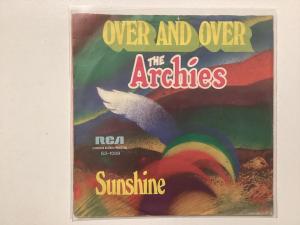 OVER AND OVER
THE
Archies
RCA
Sunshine